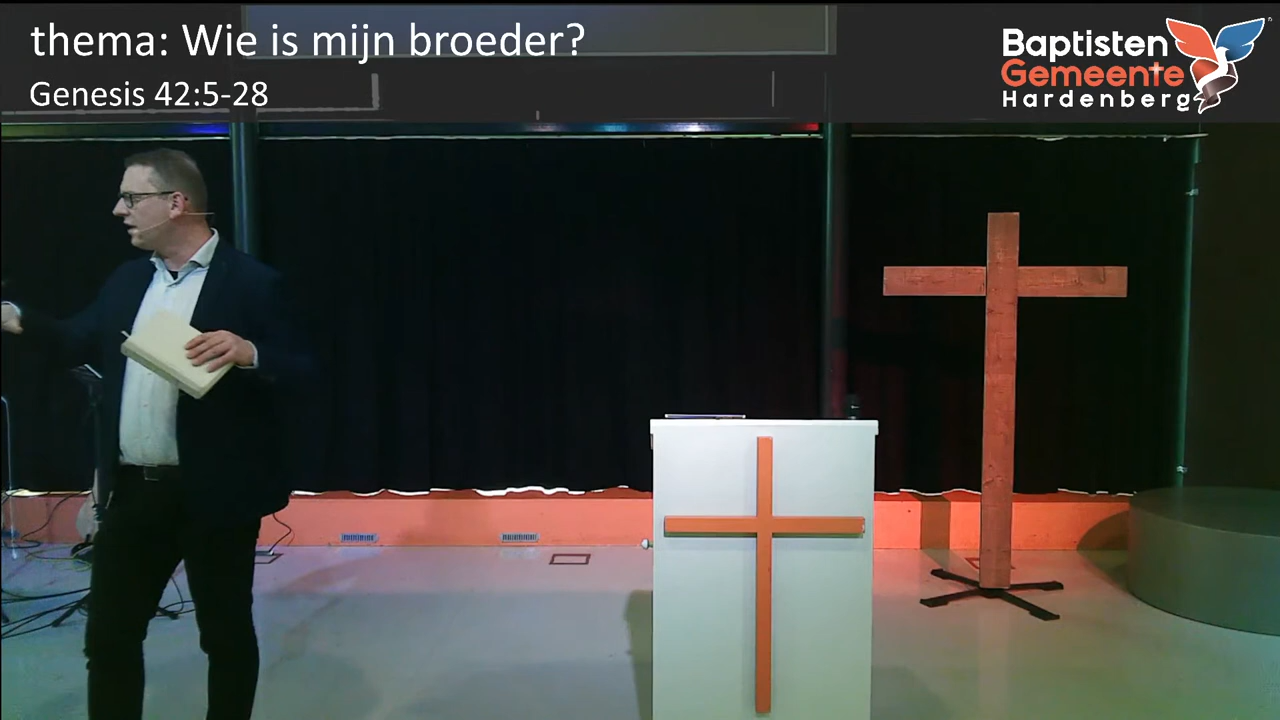 thema: Wie is mijn broeder?
Genesis 42:5-28
Baptisten
Gemeente
Hardenberg